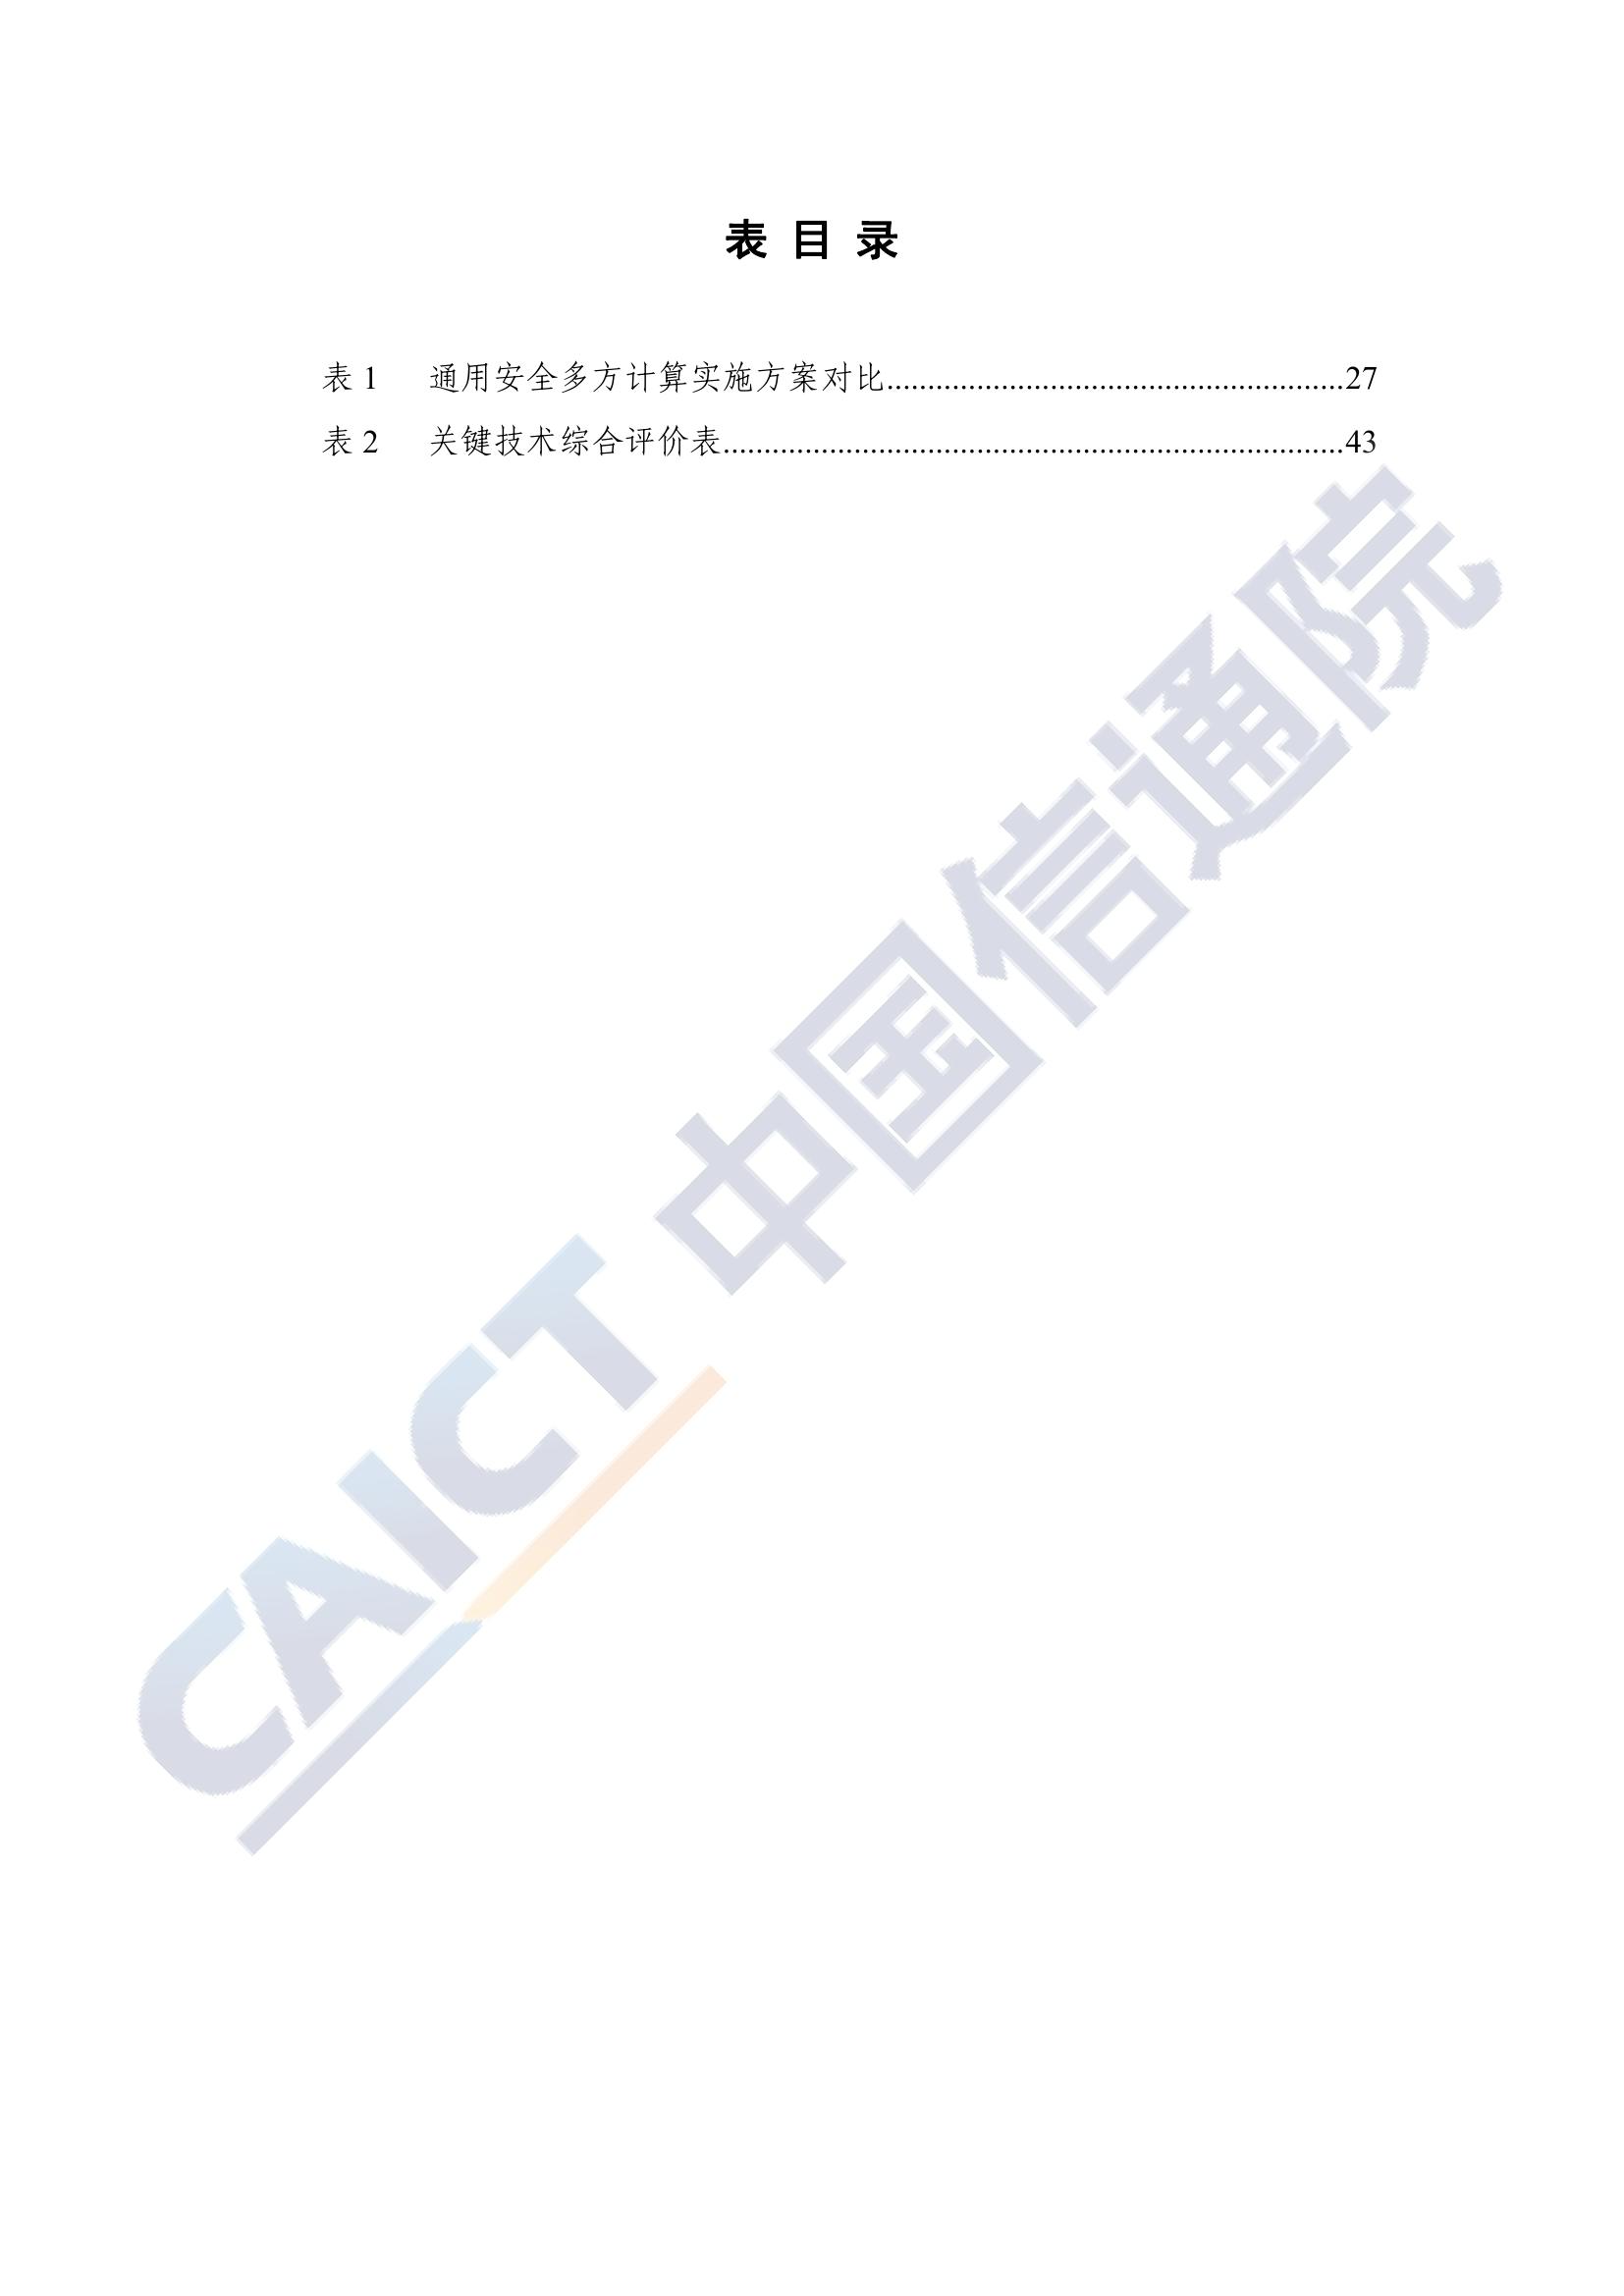 表 目 录
表 1 通用安全多方计算实施方案对比........................................................27
表 2 关键技术综合评价表............................................................................43
CAICT 中国信通院